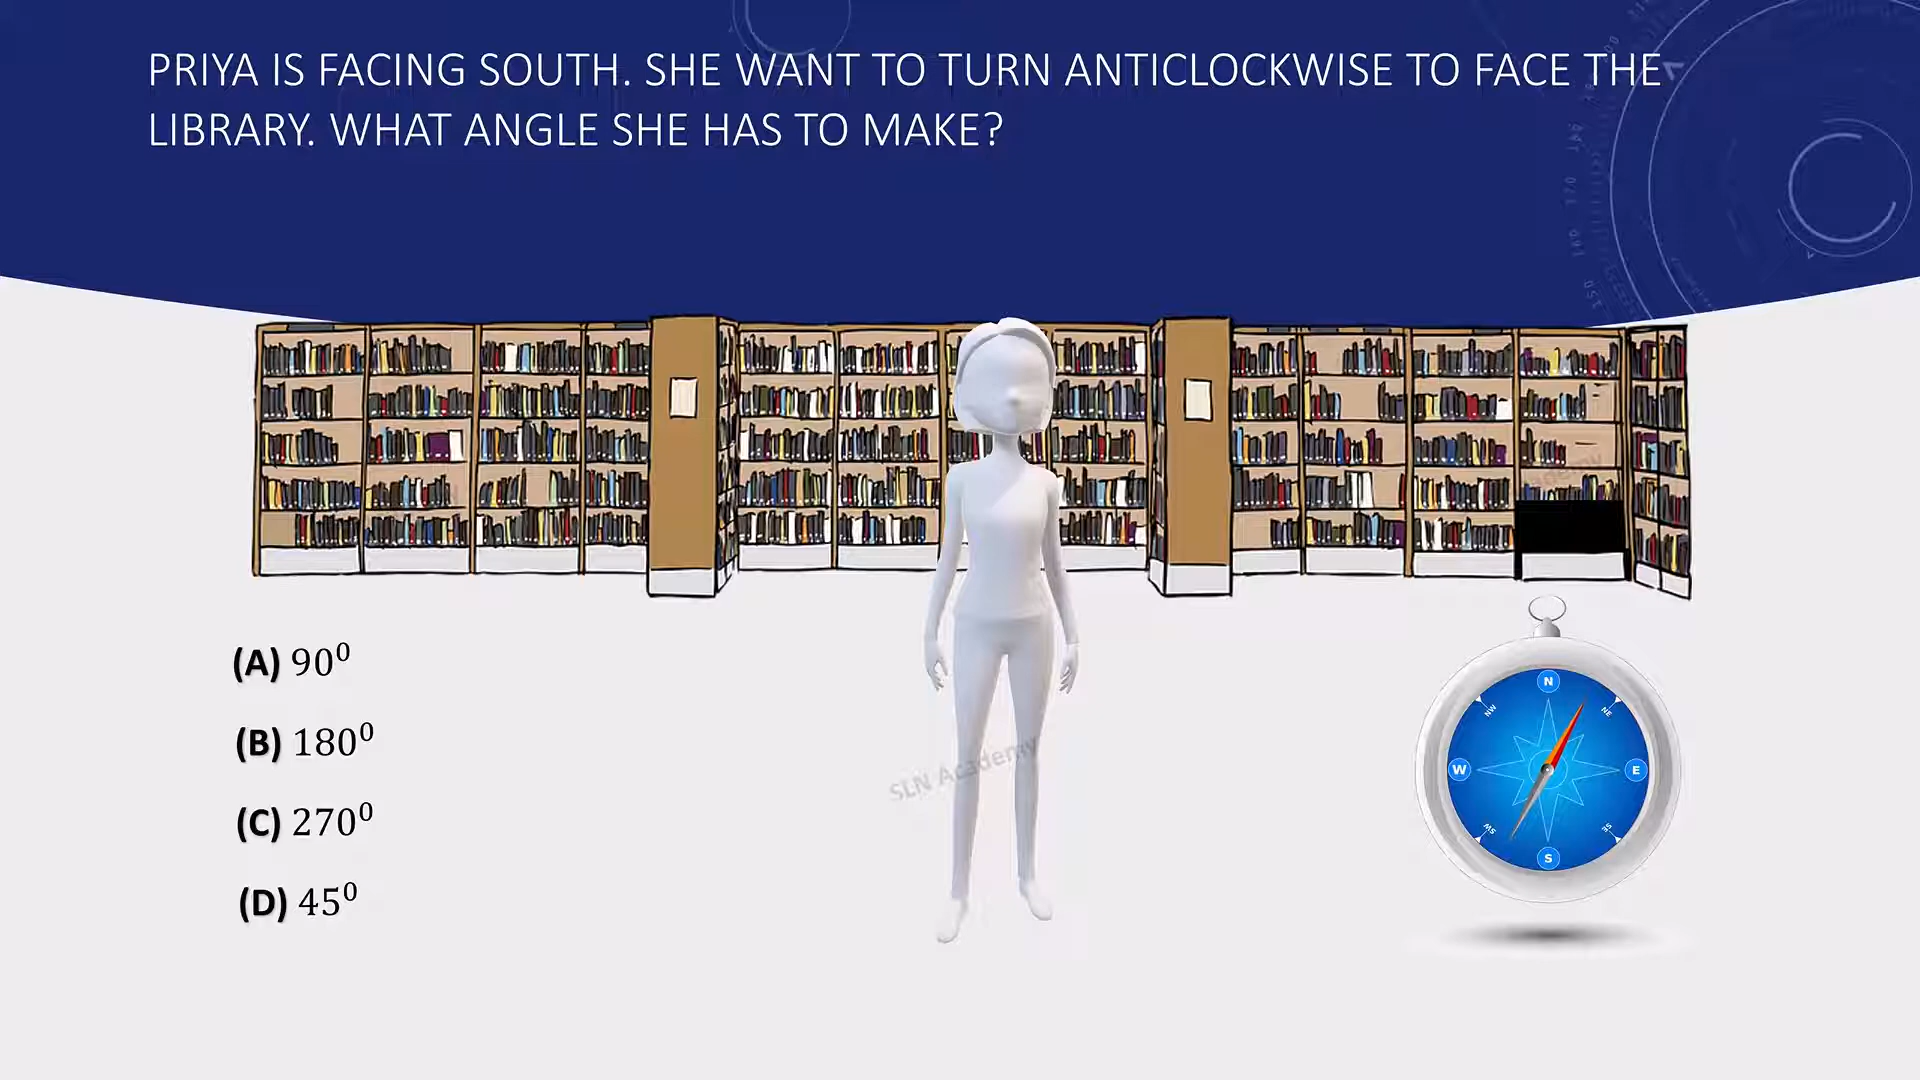 PRIYA IS FACING SOUTH. SHE WANT TO TURN ANTICLOCKWISE TO FACE THE
LIBRARY. WHAT ANGLE SHE HAS TO MAKE?
(A) 90⁰
(B) 180⁰
(C) 270⁰
(D) 45⁰
SLN Academy
N
NW
NE
W
E
SW
SE
S